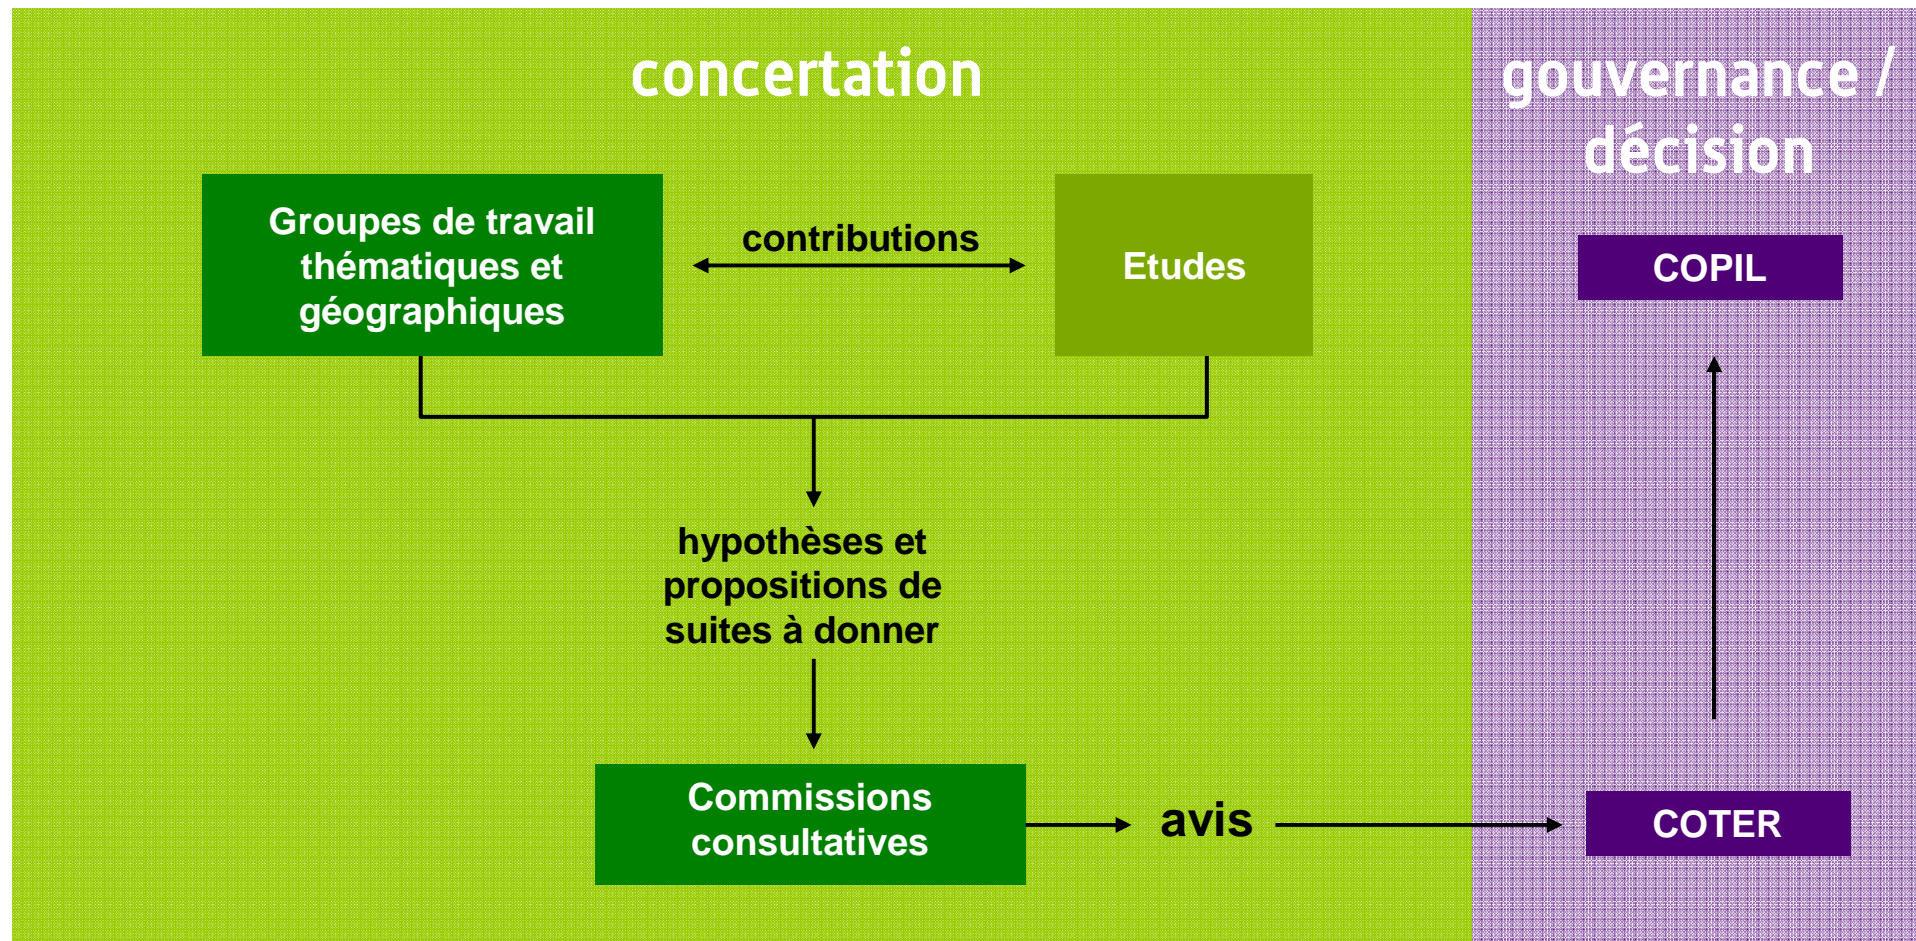 concertation
gouvernance /
décision
Groupes de travail
thématiques et
géographiques
contributions
Etudes
COPIL
hypothèses et
propositions de
suites à donner
Commissions
consultatives
avis
COTER